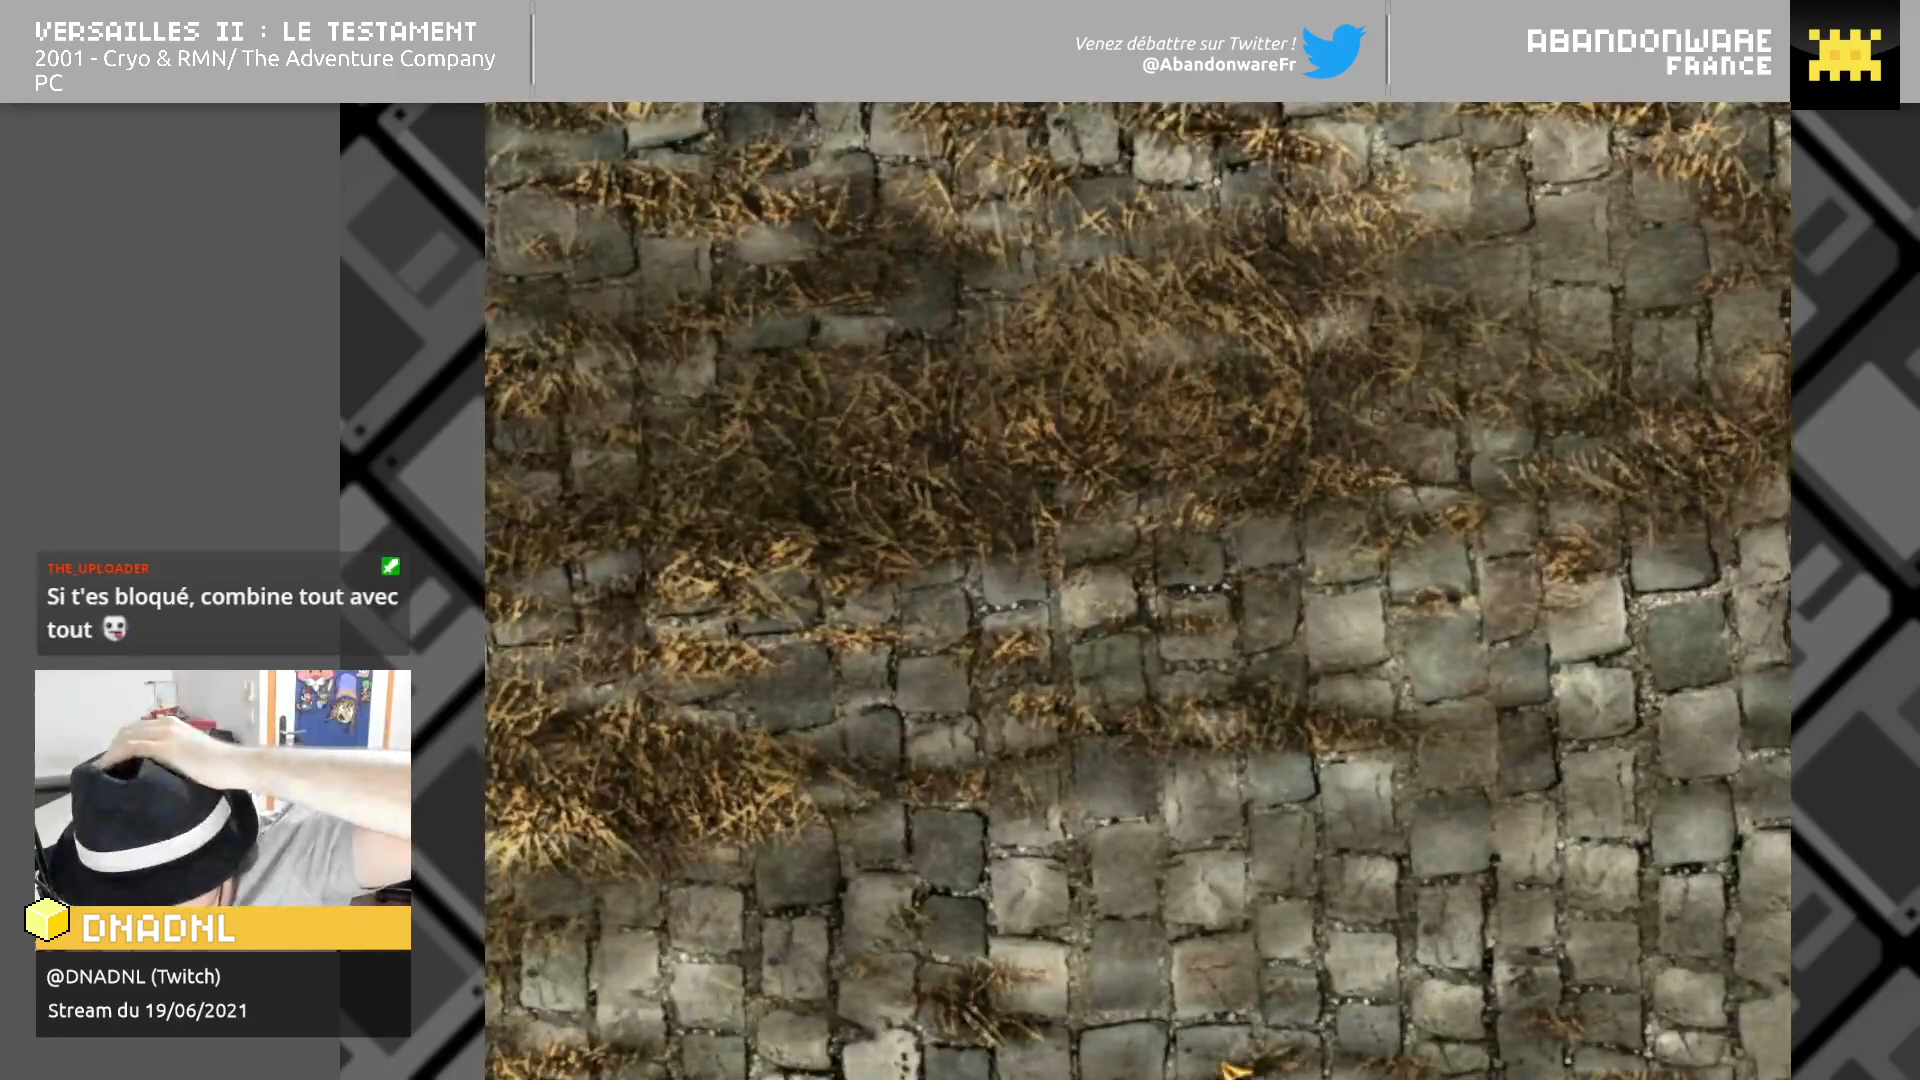 VERSAILLES II : LE TESTAMENT
2001 - Cryo & RMN/ The Adventure Company
PC
Venez débattre sur Twitter !
@AbandonwareFr
ABANDONWARE
FRANCE
THE_UPLOADER
Si t'es bloqué, combine tout avec
tout
DNADNL
@DNADNL (Twitch)
Stream du 19/06/2021